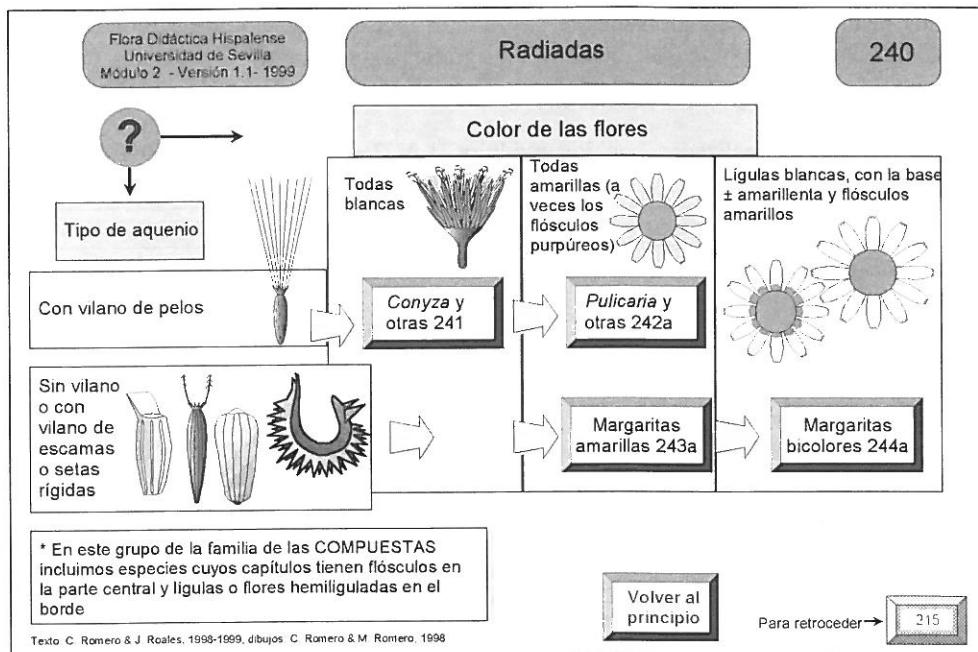 Flora Didáctica Hispalense
Universidad de Sevilla
Módulo 2 - Versión 1.1- 1999
Radiadas
240
?
Color de las flores
Tipo de aquenio
Todas
blancas
Todas
amarillas (a
veces los
flósculos
purpúreos)
Lígulas blancas, con la base
± amarillenta y flósculos
amarillos
Con vilano de pelos
Conyza y
otras 241
Pulicaria y
otras 242a
Sin vilano
o con
vilano de
escamas
o setas
rígidas
Margaritas
amarillas 243a
Margaritas
bicolores 244a
* En este grupo de la familia de las COMPUESTAS
incluimos especies cuyos capítulos tienen flósculos en
la parte central y lígulas o flores hemiliguladas en el
borde
Volver al
principio
Para retroceder
215
Texto C. Romero & J. Roales, 1998-1999, dibujos C. Romero & M. Romero, 1998